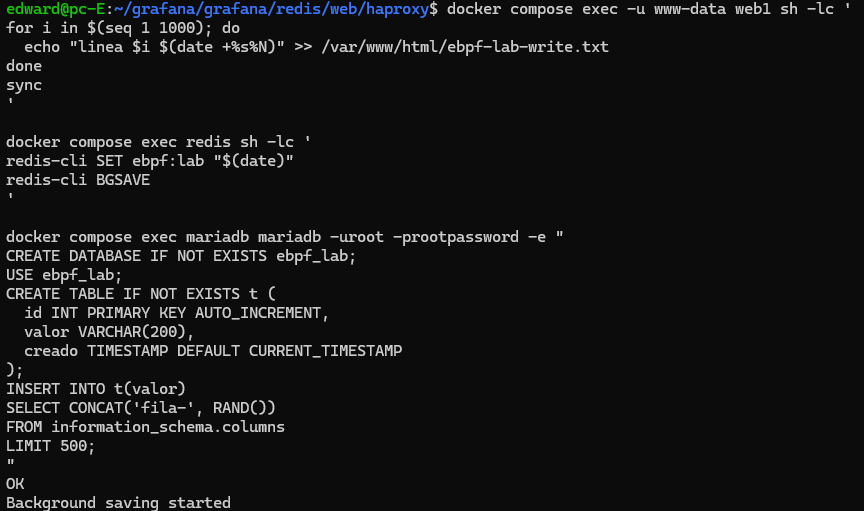 edward@pc-E:~/grafana/grafana/redis/web/haproxy$ docker compose exec -u www-data web1 sh -lc '
for i in $(seq 1 1000); do
  echo "linea $i $(date +%s%N)" >> /var/www/html/ebpf-lab-write.txt
done
sync
'

docker compose exec redis sh -lc '
redis-cli SET ebpf:lab "$(date)"
redis-cli BGSAVE
'

docker compose exec mariadb mariadb -uroot -prootpassword -e "
CREATE DATABASE IF NOT EXISTS ebpf_lab;
USE ebpf_lab;
CREATE TABLE IF NOT EXISTS t (
  id INT PRIMARY KEY AUTO_INCREMENT,
  valor VARCHAR(200),
  creado TIMESTAMP DEFAULT CURRENT_TIMESTAMP
);
INSERT INTO t(valor)
SELECT CONCAT('fila-', RAND())
FROM information_schema.columns
LIMIT 500;
"
OK
Background saving started